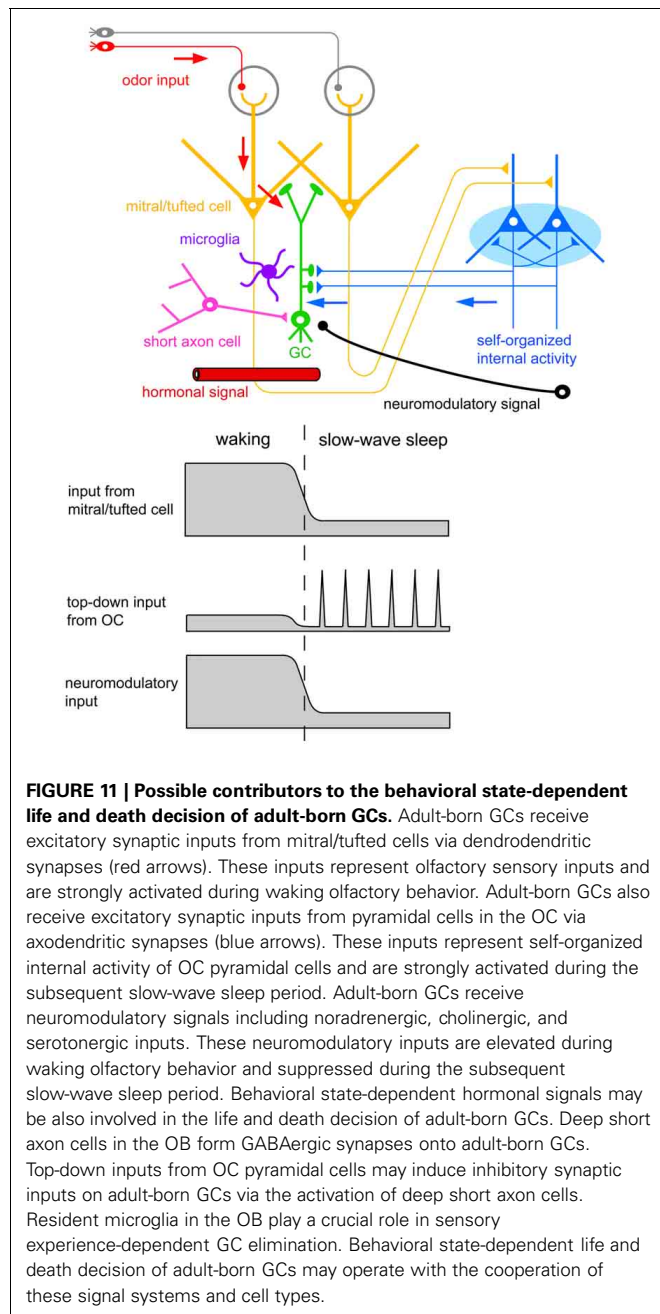 odor input
mitral/tufted cell
microglia
short axon cell
GC
self-organized
internal activity
hormonal signal
neuromodulatory signal
waking
slow-wave sleep
input from
mitral/tufted cell
top-down input
from OC
neuromodulatory
input
FIGURE 11 | Possible contributors to the behavioral state-dependent
life and death decision of adult-born GCs. Adult-born GCs receive
excitatory synaptic inputs from mitral/tufted cells via dendrodendritic
synapses (red arrows). These inputs represent olfactory sensory inputs and
are strongly activated during waking olfactory behavior. Adult-born GCs also
receive excitatory synaptic inputs from pyramidal cells in the OC via
axodendritic synapses (blue arrows). These inputs represent self-organized
internal activity of OC pyramidal cells and are strongly activated during the
subsequent slow-wave sleep period. Adult-born GCs receive
neuromodulatory signals including noradrenergic, cholinergic, and
serotonergic inputs. These neuromodulatory inputs are elevated during
waking olfactory behavior and suppressed during the subsequent
slow-wave sleep period. Behavioral state-dependent hormonal signals may
be also involved in the life and death decision of adult-born GCs. Deep short
axon cells in the OB form GABAergic synapses onto adult-born GCs.
Top-down inputs from OC pyramidal cells may induce inhibitory synaptic
inputs on adult-born GCs via the activation of deep short axon cells.
Resident microglia in the OB play a crucial role in sensory
experience-dependent GC elimination. Behavioral state-dependent life and
death decision of adult-born GCs may operate with the cooperation of
these signal systems and cell types.